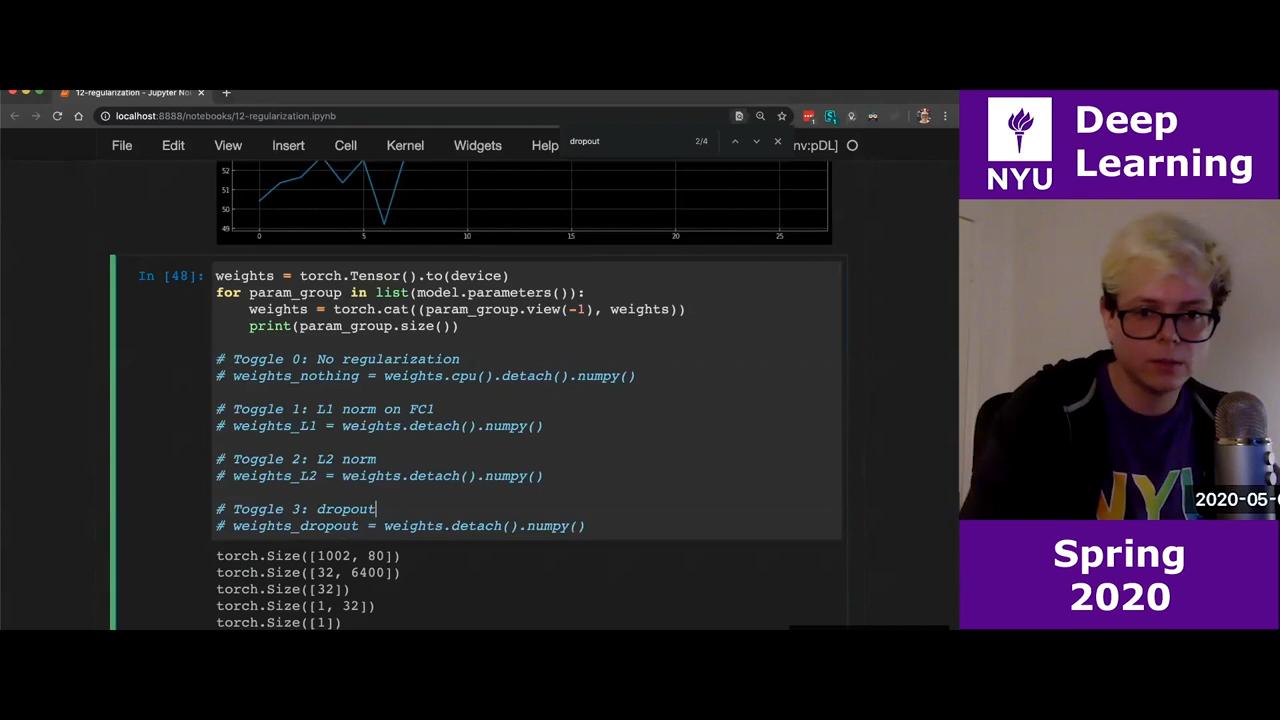 12-regularization - Jupyter No
localhost:8888/notebooks/12-regularization.ipynb
File Edit View Insert Cell Kernel Widgets Help
dropout 2/4
nv:pDL]
52
51
50
49
0 5 10 15 20 25
In [48]:
weights = torch.Tensor().to(device)
for param_group in list(model.parameters()):
    weights = torch.cat((param_group.view(-1), weights))
    print(param_group.size())
# Toggle 0: No regularization
# weights_nothing = weights.cpu().detach().numpy()
# Toggle 1: L1 norm on FC1
# weights_L1 = weights.detach().numpy()
# Toggle 2: L2 norm
# weights_L2 = weights.detach().numpy()
# Toggle 3: dropout
# weights_dropout = weights.detach().numpy()
torch.Size([1002, 80])
torch.Size([32, 6400])
torch.Size([32])
torch.Size([1, 32])
torch.Size([1])
NYU
Deep
Learning
NYU
2020-05-
Spring
2020